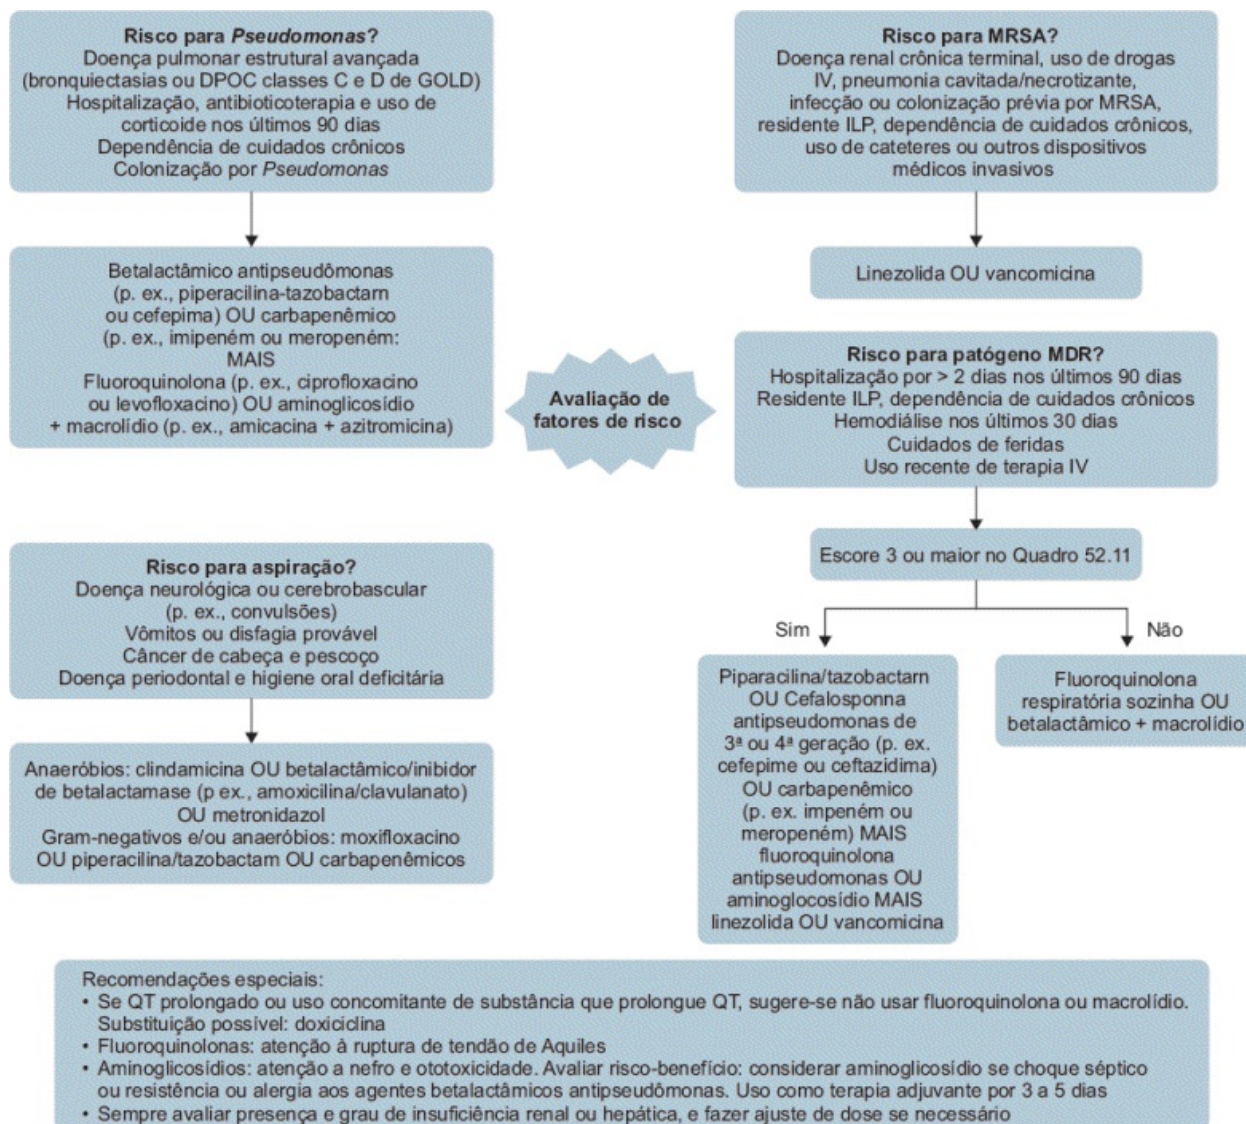 Risco para Pseudomonas?
Doença pulmonar estrutural avançada
(bronquiectasias ou DPOC classes C e D de GOLD)
Hospitalização, antibioticoterapia e uso de
corticoide nos últimos 90 dias
Dependência de cuidados crônicos
Colonização por Pseudomonas
Betalactâmico antipseudômonas
(p. ex., piperacilina-tazobactarn
ou cefepima) OU carbapenêmico
(p. ex., imipeném ou meropeném:
MAIS
Fluoroquinolona (p. ex., ciprofloxacino
ou levofloxacino) OU aminoglicosídio
+ macrolídio (p. ex., amicacina + azitromicina)
Risco para aspiração?
Doença neurológica ou cerebrobascular
(p. ex., convulsões)
Vômitos ou disfagia provável
Câncer de cabeça e pescoço
Doença periodontal e higiene oral deficitária
Anaeróbios: clindamicina OU betalactâmico/inibidor
de betalactamase (p ex., amoxicilina/clavulanato)
OU metronidazol
Gram-negativos e/ou anaeróbios: moxifloxacino
OU piperacilina/tazobactam OU carbapenêmicos
Avaliação de
fatores de risco
Risco para MRSA?
Doença renal crônica terminal, uso de drogas
IV, pneumonia cavitada/necrotizante,
infecção ou colonização prévia por MRSA,
residente ILP, dependência de cuidados crônicos,
uso de cateteres ou outros dispositivos
médicos invasivos
Linezolida OU vancomicina
Risco para patógeno MDR?
Hospitalização por > 2 dias nos últimos 90 dias
Residente ILP, dependência de cuidados crônicos
Hemodiálise nos últimos 30 dias
Cuidados de feridas
Uso recente de terapia IV
Escore 3 ou maior no Quadro 52.11
Sim
Não
Piparacilina/tazobactarn
OU Cefalosponna
antipseudomonas de
3ª ou 4ª geração (p. ex.
cefepime ou ceftazidima)
OU carbapenêmico
(p. ex. impeném ou
meropeném) MAIS
fluoroquinolona
antipseudomonas OU
aminoglocosídio MAIS
linezolida OU vancomicina
Fluoroquinolona
respiratória sozinha OU
betalactâmico + macrolídio
Recomendações especiais:
• Se QT prolongado ou uso concomitante de substância que prolongue QT, sugere-se não usar fluoroquinolona ou macrolídio.
Substituição possível: doxiciclina
• Fluoroquinolonas: atenção à ruptura de tendão de Aquiles
• Aminoglicosídios: atenção a nefro e ototoxicidade. Avaliar risco-benefício: considerar aminoglicosídio se choque séptico
ou resistência ou alergia aos agentes betalactâmicos antipseudômonas. Uso como terapia adjuvante por 3 a 5 dias
• Sempre avaliar presença e grau de insuficiência renal ou hepática, e fazer ajuste de dose se necessário